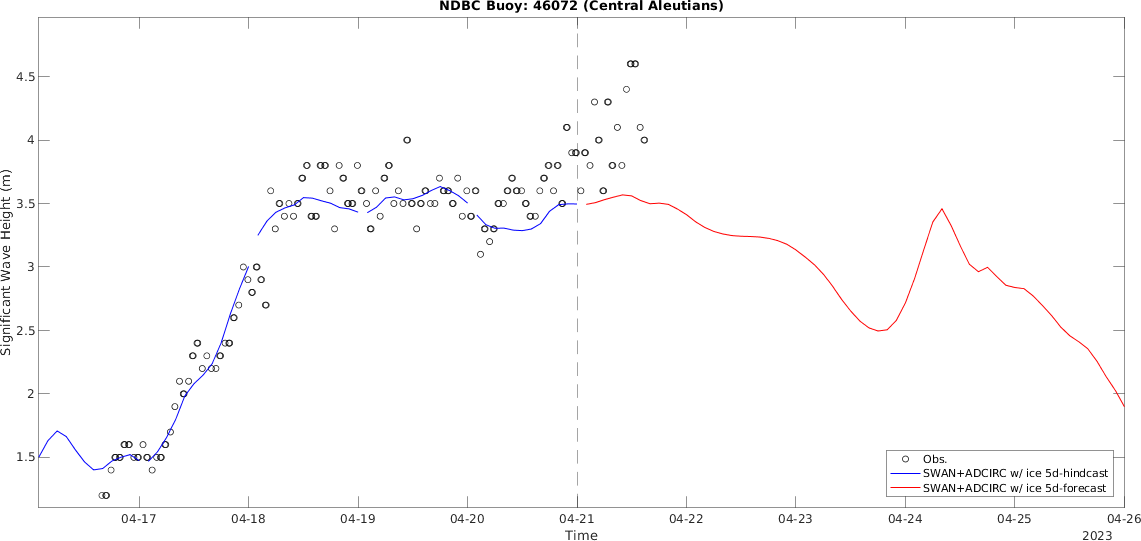 NDBC Buoy: 46072 (Central Aleutians)
Significant Wave Height (m)
4.5
4
3.5
3
2.5
2
1.5
Obs.
SWAN+ADCIRC w/ ice 5d-hindcast
SWAN+ADCIRC w/ ice 5d-forecast
04-17 04-18 04-19 04-20 04-21 04-22 04-23 04-24 04-25 04-26
Time
2023